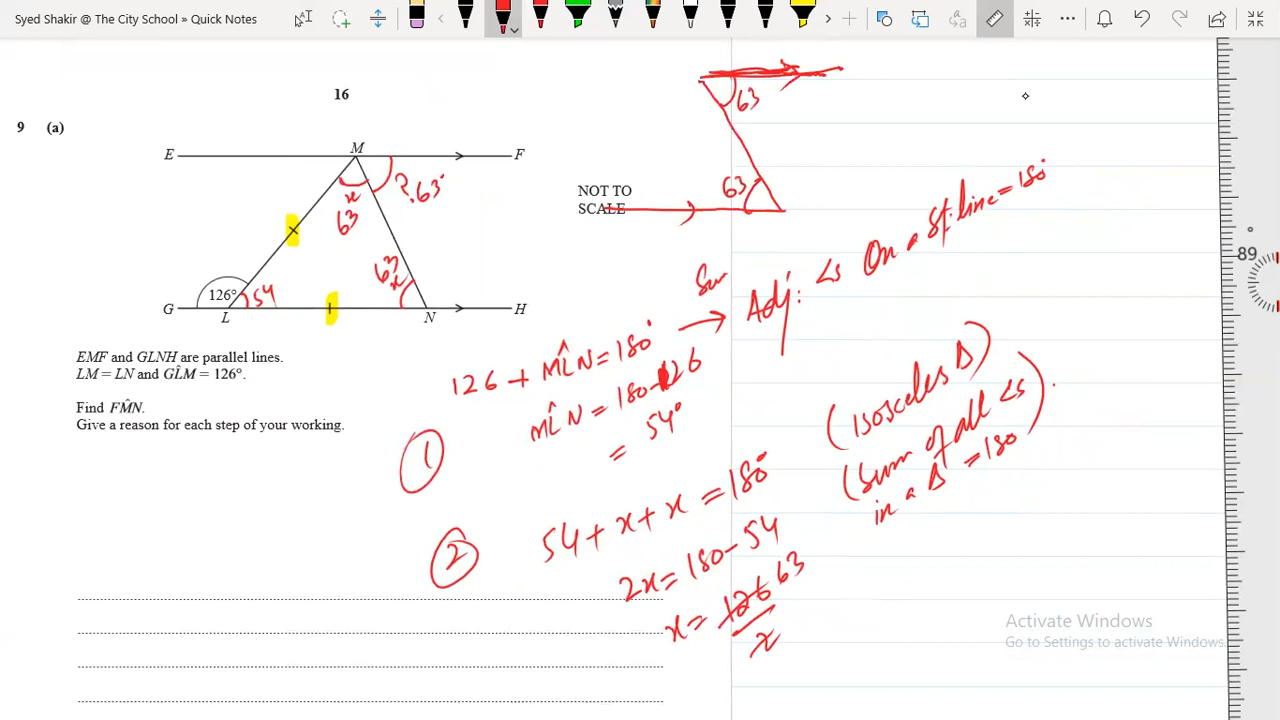 Syed Shakir @ The City School » Quick Notes
16
9 (a)
E M F
x
63
?.63°
63
x
126° 54
G L N H
NOT TO
SCALE
63
63
EMF and GLNH are parallel lines.
LM = LN and GL̂M = 126°.
Find FM̂N.
Give a reason for each step of your working.
Sum
Adj: ∠s On a St. line = 180°
126 + ML̂N = 180°
ML̂N = 180 - 126
= 54°
1
(Isosceles Δ)
(Sum of all ∠s
in a Δ = 180).
2
54 + x + x = 180°
2x = 180 - 54
x = 126 63
2
89
Activate Windows
Go to Settings to activate Windows.